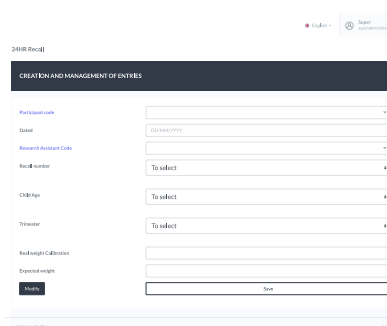 English
Super
24HR Recall
CREATION AND MANAGEMENT OF ENTRIES
Participant code
Dated DD/MM/YYYY
Research Assistant Code
Recall number To select
Child Age To select
Trimester To select
Real weight Calibration
Expected weight
Modify Save